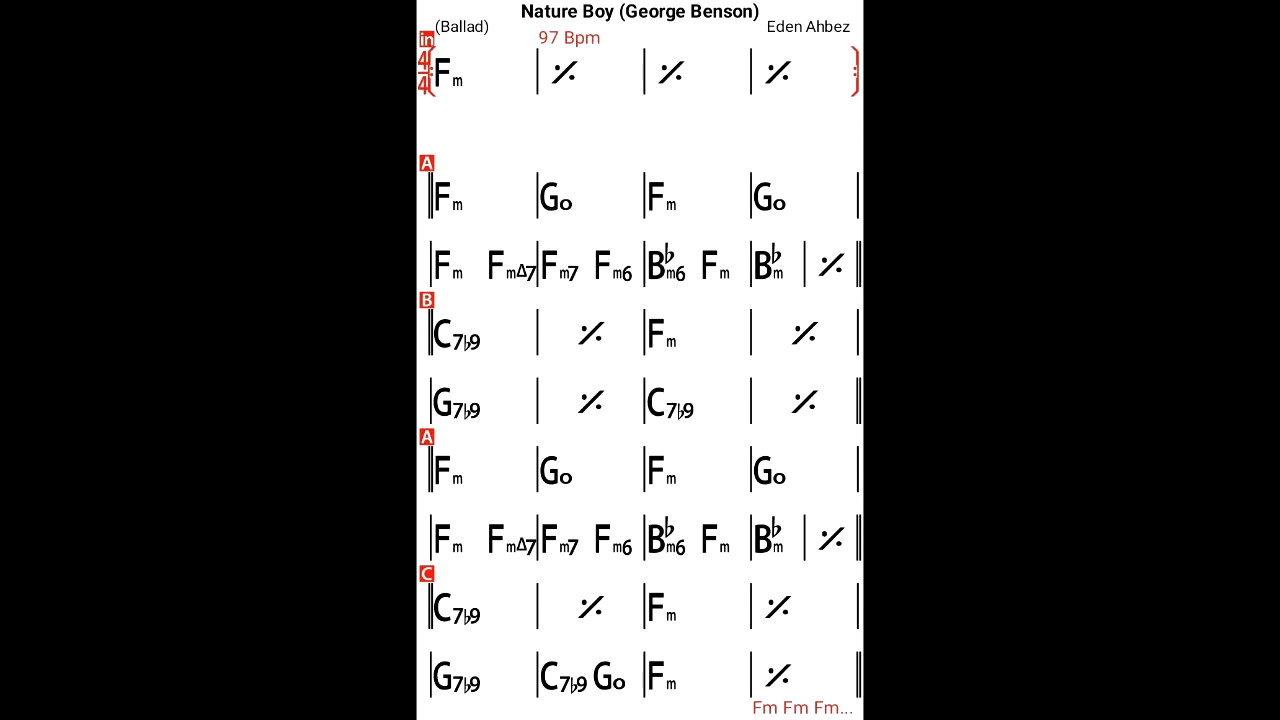 Nature Boy (George Benson)
(Ballad) Eden Ahbez
in 97 Bpm
4/4 Fm | 𝄎 | 𝄎 | 𝄎
A
Fm | Go | Fm | Go |
| Fm FmΔ7 | Fm7 Fm6 | B♭m6 Fm | B♭m | 𝄎 ||
B
C7♭9 | 𝄎 | Fm | 𝄎 |
| G7♭9 | 𝄎 | C7♭9 | 𝄎 ||
A
Fm | Go | Fm | Go |
| Fm FmΔ7 | Fm7 Fm6 | B♭m6 Fm | B♭m | 𝄎 ||
C
C7♭9 | 𝄎 | Fm | 𝄎 |
| G7♭9 | C7♭9 Go | Fm | 𝄎 ||
Fm Fm Fm...